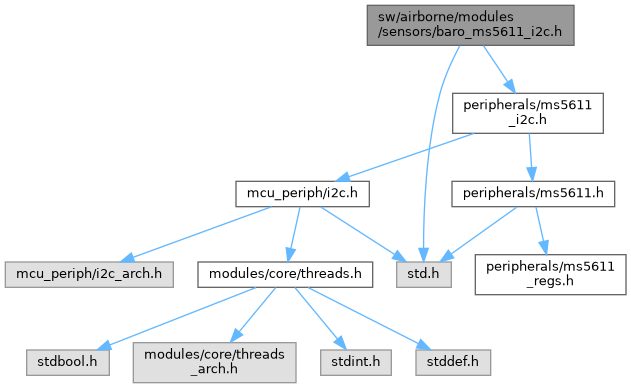 sw/airborne/modules
/sensors/baro_ms5611_i2c.h
peripherals/ms5611
_i2c.h
mcu_periph/i2c.h
peripherals/ms5611.h
mcu_periph/i2c_arch.h
modules/core/threads.h
std.h
peripherals/ms5611
_regs.h
stdbool.h
modules/core/threads
_arch.h
stdint.h
stddef.h